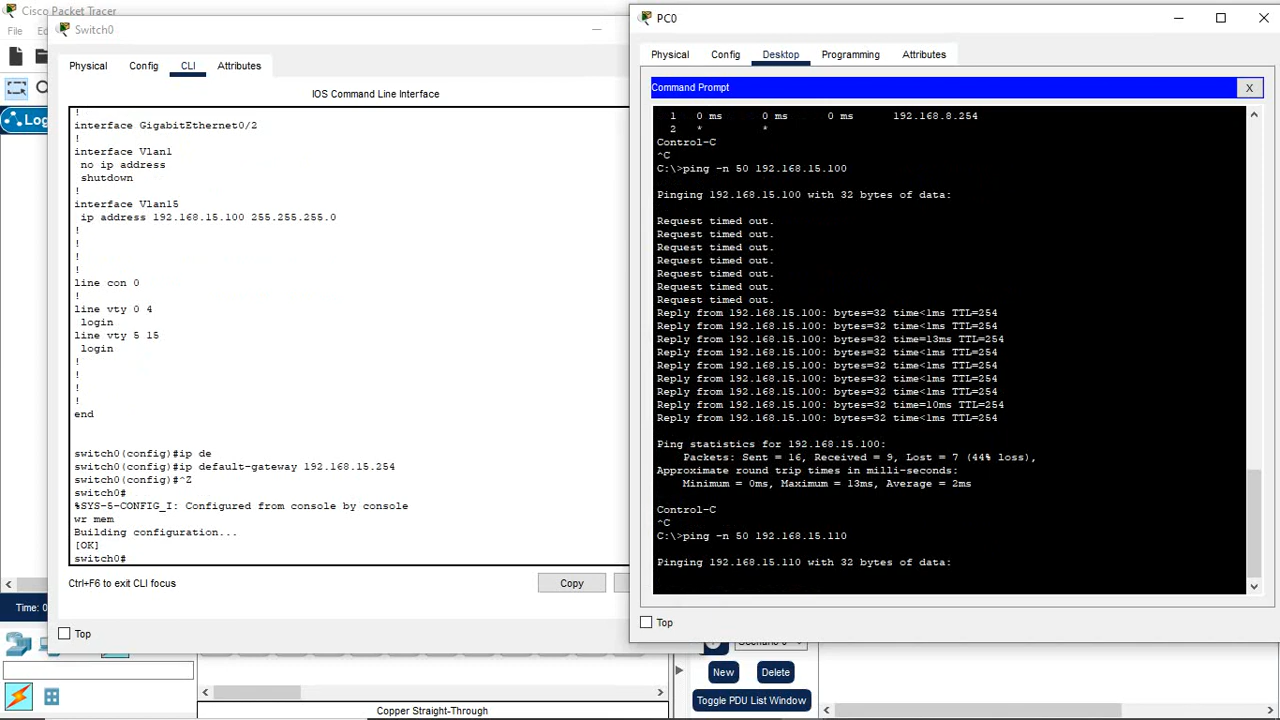 Cisco Packet Tracer
File
Log
Time: 0
Switch0
Physical Config CLI Attributes
IOS Command Line Interface
!
interface GigabitEthernet0/2
!
interface Vlan1
no ip address
shutdown
!
interface Vlan15
ip address 192.168.15.100 255.255.255.0
!
!
!
!
line con 0
!
line vty 0 4
login
line vty 5 15
login
!
!
!
!
end
switch0(config)#ip de
switch0(config)#ip default-gateway 192.168.15.254
switch0(config)#^Z
switch0#
%SYS-5-CONFIG_I: Configured from console by console
wr mem
Building configuration...
[OK]
switch0#
Ctrl+F6 to exit CLI focus
Copy
Top
PC0
Physical Config Desktop Programming Attributes
Command Prompt
X
1 0 ms 0 ms 0 ms 192.168.8.254
2 * *
Control-C
^C
C:\>ping -n 50 192.168.15.100
Pinging 192.168.15.100 with 32 bytes of data:
Request timed out.
Request timed out.
Request timed out.
Request timed out.
Request timed out.
Request timed out.
Request timed out.
Reply from 192.168.15.100: bytes=32 time<1ms TTL=254
Reply from 192.168.15.100: bytes=32 time<1ms TTL=254
Reply from 192.168.15.100: bytes=32 time=13ms TTL=254
Reply from 192.168.15.100: bytes=32 time<1ms TTL=254
Reply from 192.168.15.100: bytes=32 time<1ms TTL=254
Reply from 192.168.15.100: bytes=32 time<1ms TTL=254
Reply from 192.168.15.100: bytes=32 time<1ms TTL=254
Reply from 192.168.15.100: bytes=32 time=10ms TTL=254
Reply from 192.168.15.100: bytes=32 time<1ms TTL=254
Ping statistics for 192.168.15.100:
Packets: Sent = 16, Received = 9, Lost = 7 (44% loss),
Approximate round trip times in milli-seconds:
Minimum = 0ms, Maximum = 13ms, Average = 2ms
Control-C
^C
C:\>ping -n 50 192.168.15.110
Pinging 192.168.15.110 with 32 bytes of data:
Top
New Delete
Toggle PDU List Window
Copper Straight-Through